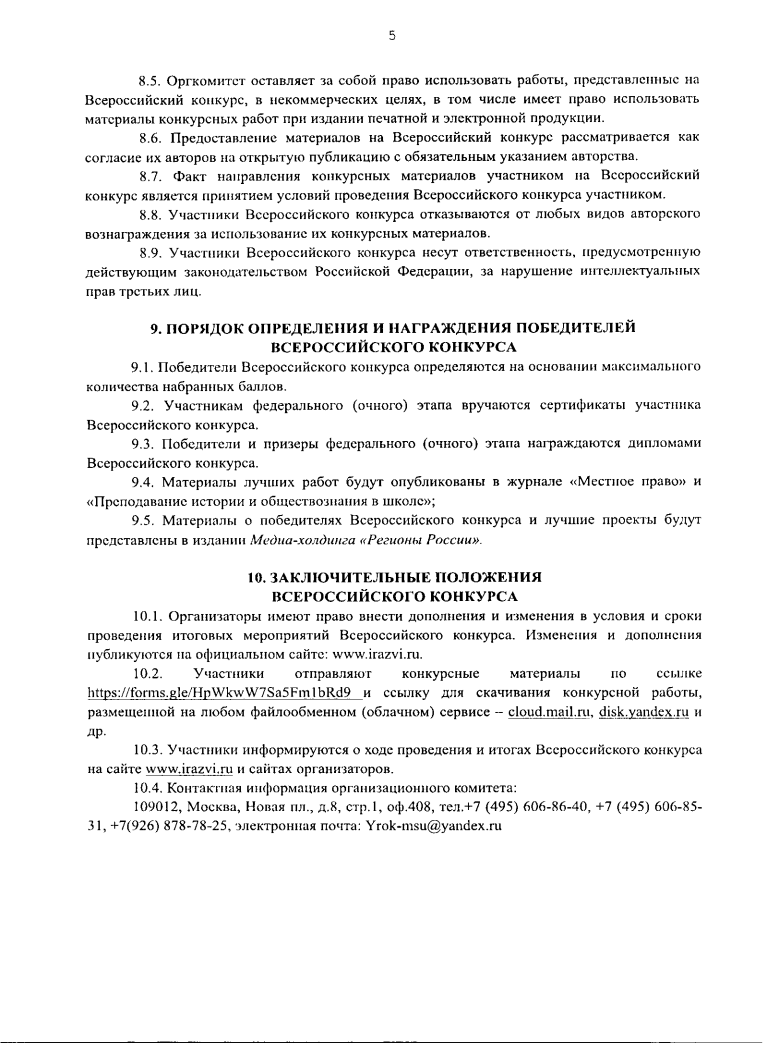 5
8.5. Оргкомитет оставляет за собой право использовать работы, представленные на
Всероссийский конкурс, в некоммерческих целях, в том числе имеет право использовать
материалы конкурсных работ при издании печатной и электронной продукции.
8.6. Предоставление материалов на Всероссийский конкурс рассматривается как
согласие их авторов на открытую публикацию с обязательным указанием авторства.
8.7. Факт направления конкурсных материалов участником на Всероссийский
конкурс является принятием условий проведения Всероссийского конкурса участником.
8.8. Участники Всероссийского конкурса отказываются от любых видов авторского
вознаграждения за использование их конкурсных материалов.
8.9. Участники Всероссийского конкурса несут ответственность, предусмотренную
действующим законодательством Российской Федерации, за нарушение интеллектуальных
прав третьих лиц.
9. ПОРЯДОК ОПРЕДЕЛЕНИЯ И НАГРАЖДЕНИЯ ПОБЕДИТЕЛЕЙ
ВСЕРОССИЙСКОГО КОНКУРСА
9.1. Победители Всероссийского конкурса определяются на основании максимального
количества набранных баллов.
9.2. Участникам федерального (очного) этапа вручаются сертификаты участника
Всероссийского конкурса.
9.3. Победители и призеры федерального (очного) этапа награждаются дипломами
Всероссийского конкурса.
9.4. Материалы лучших работ будут опубликованы в журнале «Местное право» и
«Преподавание истории и обществознания в школе»;
9.5. Материалы о победителях Всероссийского конкурса и лучшие проекты будут
представлены в издании Медиа-холдинга «Регионы России».
10. ЗАКЛЮЧИТЕЛЬНЫЕ ПОЛОЖЕНИЯ
ВСЕРОССИЙСКОГО КОНКУРСА
10.1. Организаторы имеют право внести дополнения и изменения в условия и сроки
проведения итоговых мероприятий Всероссийского конкурса. Изменения и дополнения
публикуются на официальном сайте: www.irazvi.ru.
10.2. Участники отправляют конкурсные материалы по ссылке
https://forms.gle/HpWkwW7Sa5Fm1bRd9 и ссылку для скачивания конкурсной работы,
размещенной на любом файлообменном (облачном) сервисе – cloud.mail.ru, disk.yandex.ru и
др.
10.3. Участники информируются о ходе проведения и итогах Всероссийского конкурса
на сайте www.irazvi.ru и сайтах организаторов.
10.4. Контактная информация организационного комитета:
109012, Москва, Новая пл., д.8, стр.1, оф.408, тел.+7 (495) 606-86-40, +7 (495) 606-85-
31, +7(926) 878-78-25, электронная почта: Yrok-msu@yandex.ru